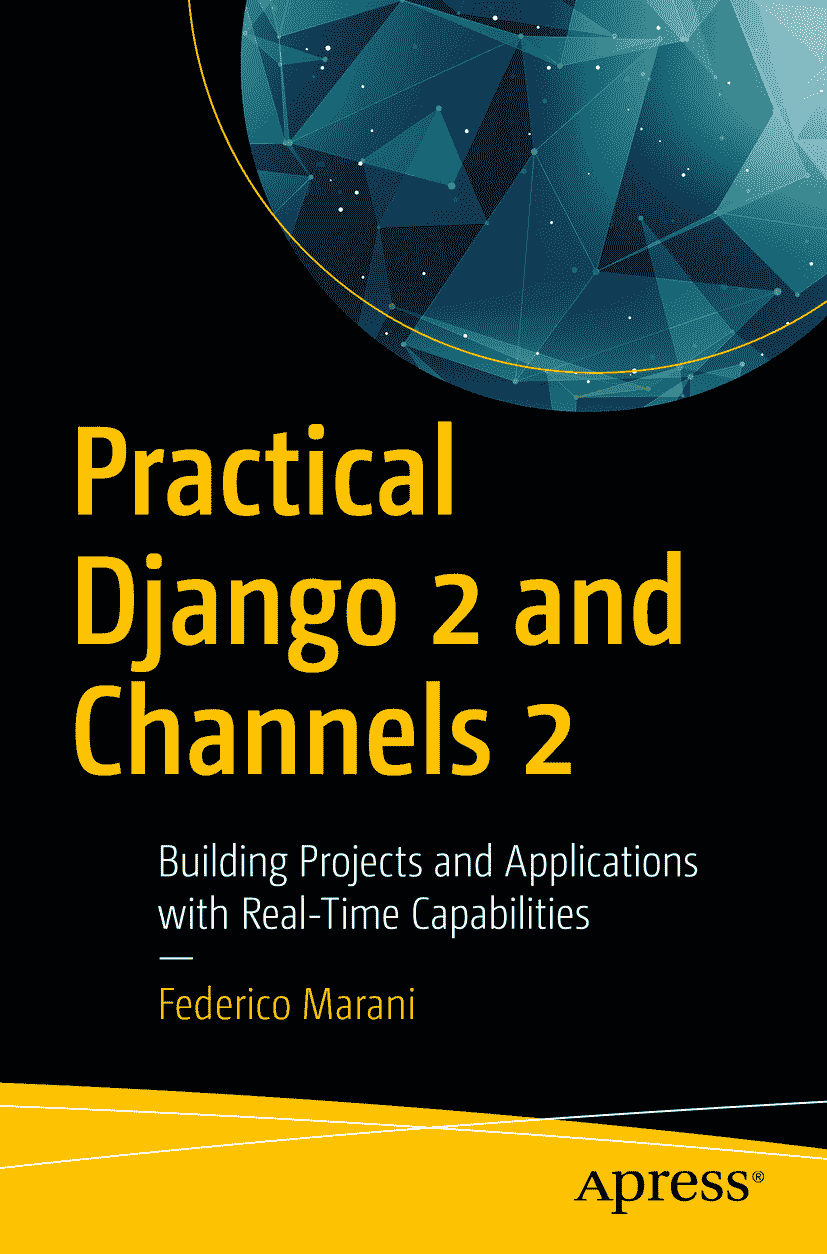 Practical
Django 2 and
Channels 2
Building Projects and Applications
with Real-Time Capabilities
—
Federico Marani
Apress®